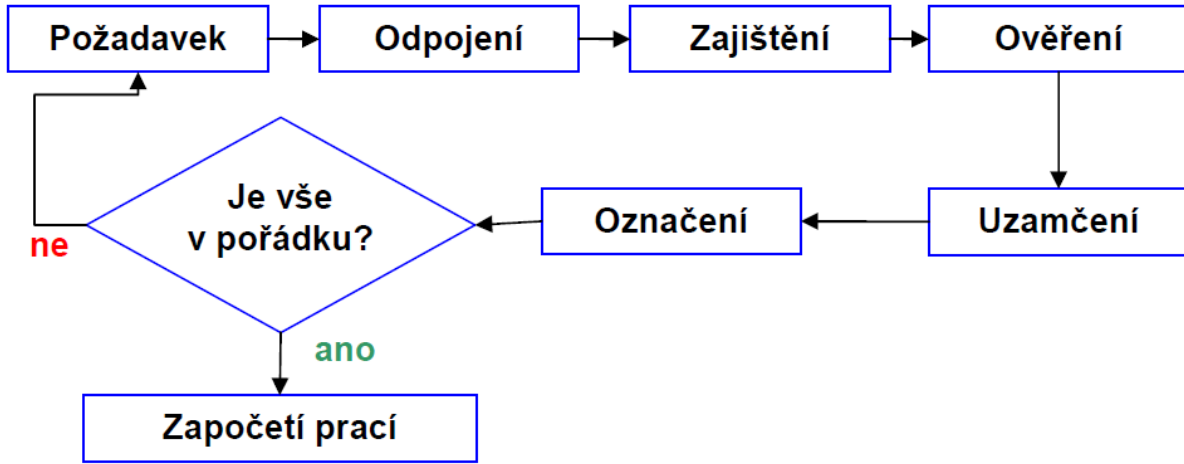 Požadavek
Odpojení
Zajištění
Ověření
Uzamčení
Označení
Je vše
v pořádku?
ne
ano
Započetí prací